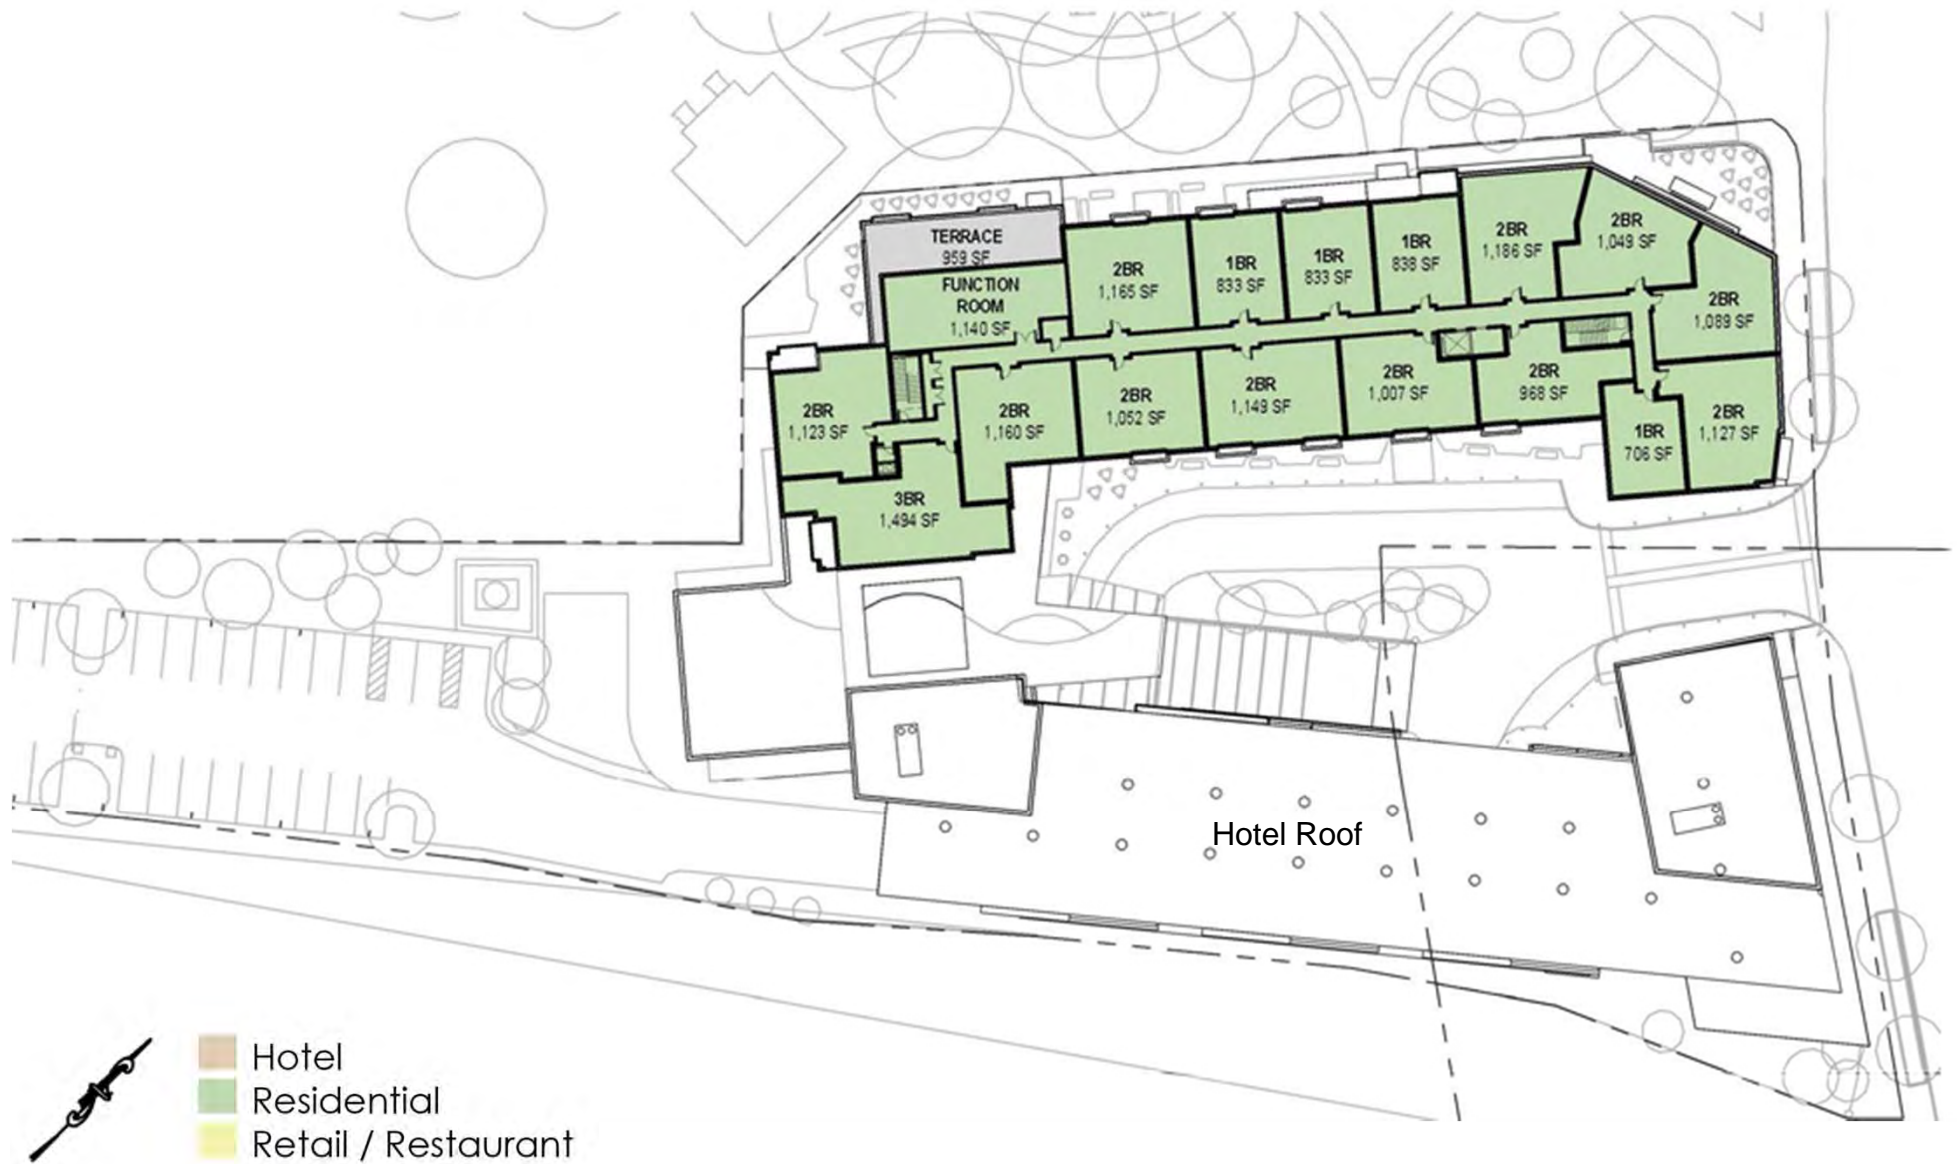 TERRACE
959 SF
FUNCTION
ROOM
1,140 SF
2BR
1,165 SF
1BR
833 SF
1BR
833 SF
1BR
838 SF
2BR
1,186 SF
2BR
1,049 SF
2BR
1,089 SF
2BR
1,123 SF
2BR
1,160 SF
2BR
1,052 SF
2BR
1,149 SF
2BR
1,007 SF
2BR
968 SF
1BR
706 SF
2BR
1,127 SF
3BR
1,494 SF
Hotel Roof
Hotel
Residential
Retail / Restaurant